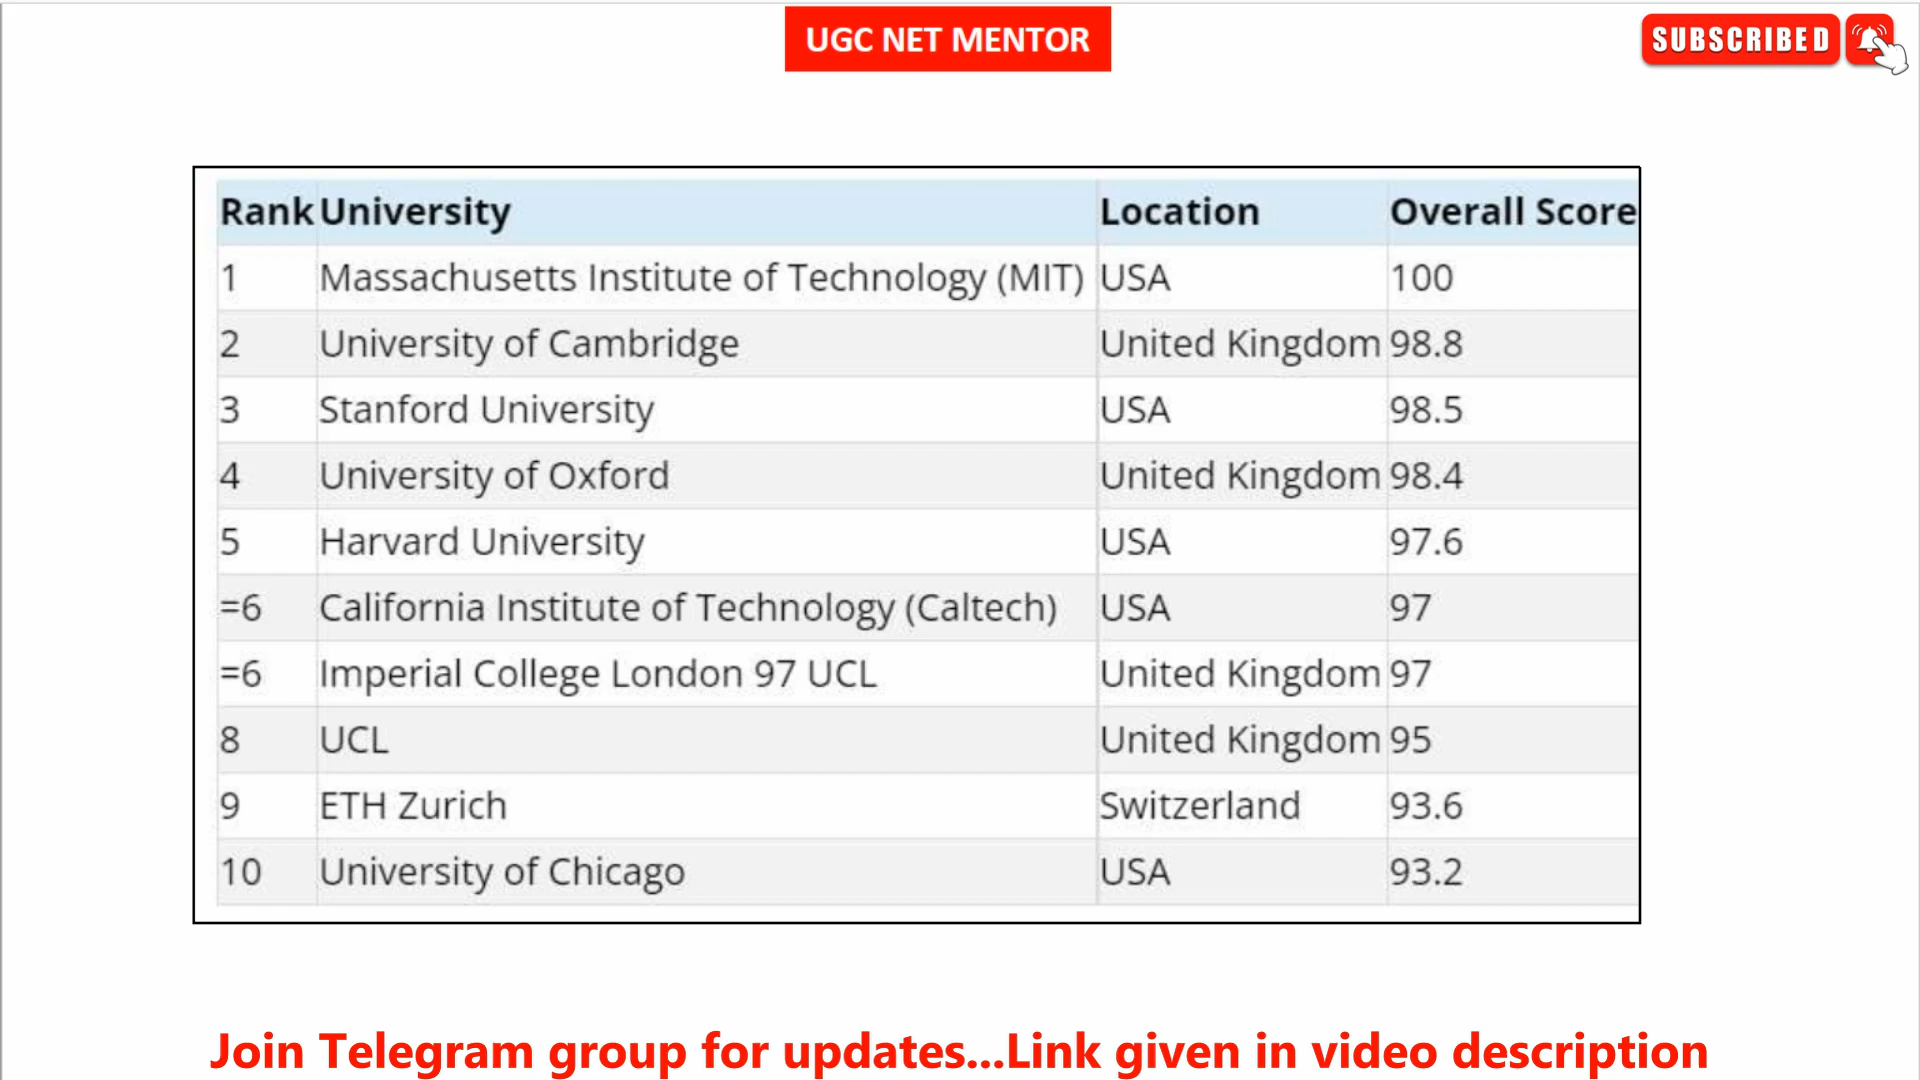 UGC NET MENTOR
SUBSCRIBED
Rank University Location Overall Score
1 Massachusetts Institute of Technology (MIT) USA 100
2 University of Cambridge United Kingdom 98.8
3 Stanford University USA 98.5
4 University of Oxford United Kingdom 98.4
5 Harvard University USA 97.6
=6 California Institute of Technology (Caltech) USA 97
=6 Imperial College London 97 UCL United Kingdom 97
8 UCL United Kingdom 95
9 ETH Zurich Switzerland 93.6
10 University of Chicago USA 93.2
Join Telegram group for updates...Link given in video description